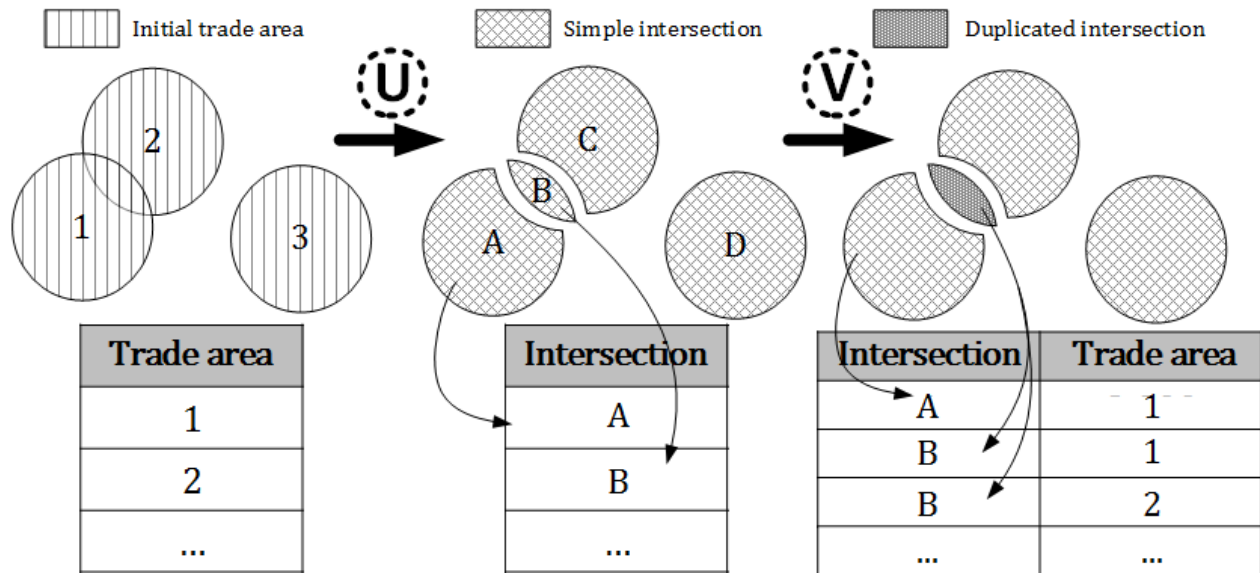 Initial trade area
Simple intersection
Duplicated intersection
U
V
2
1
3
C
B
A
D
Trade area
1
2
...
Intersection
A
B
...
Intersection Trade area
A 1
B 1
B 2
... ...